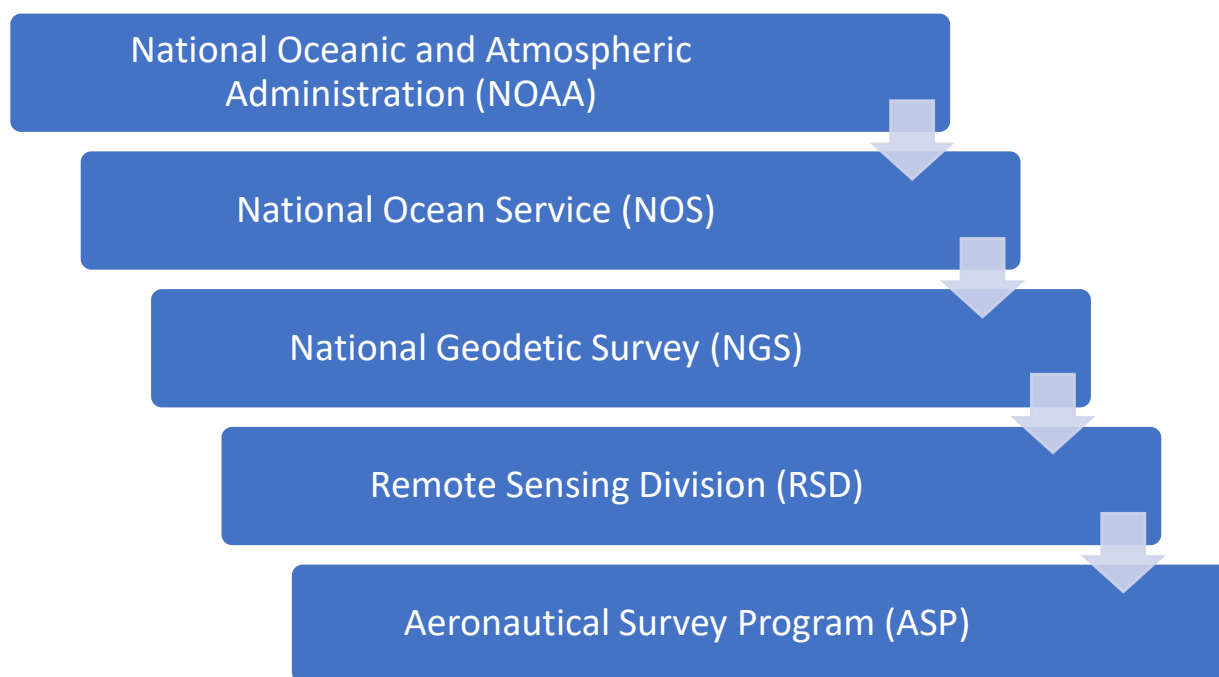 National Oceanic and Atmospheric
Administration (NOAA)
National Ocean Service (NOS)
National Geodetic Survey (NGS)
Remote Sensing Division (RSD)
Aeronautical Survey Program (ASP)